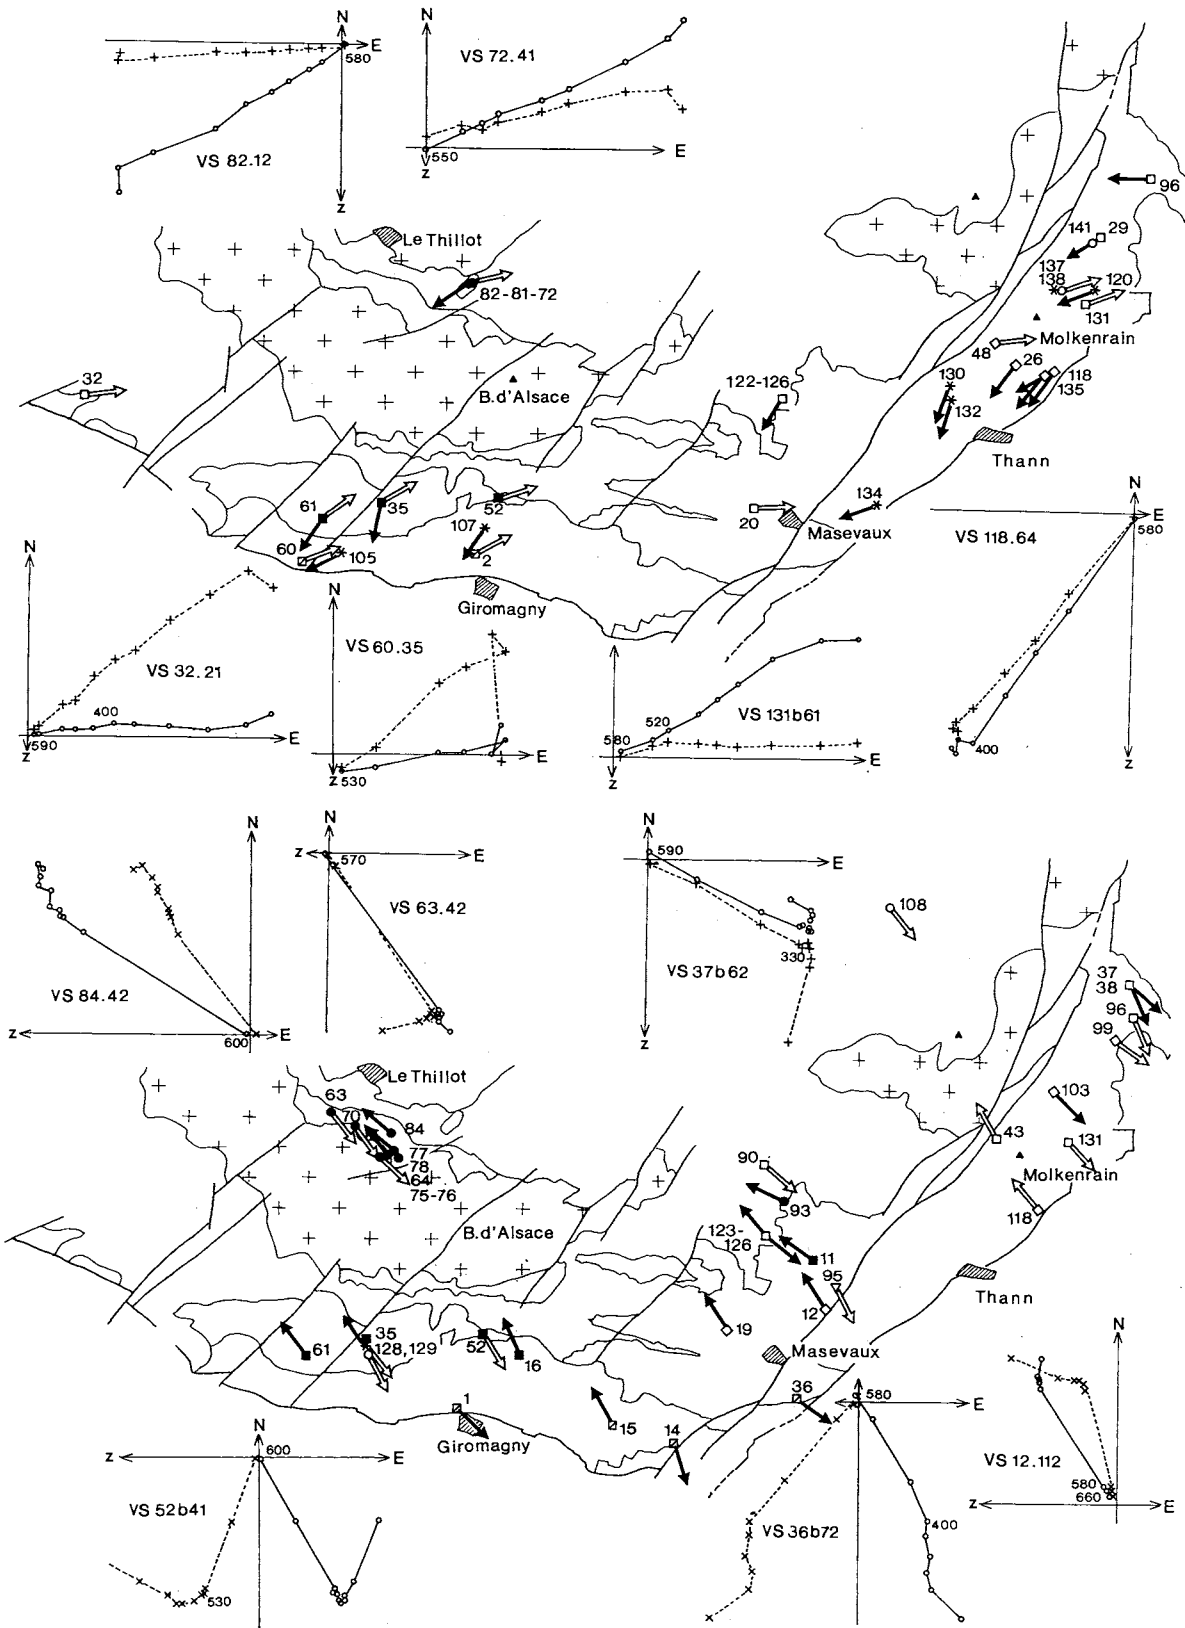 N
E
580
Z
VS 82.12
N
VS 72.41
E
550
Z
Le Thillot
82-81-72
B.d'Alsace
32
96
141
29
137
138
120
131
Molkenrain
48
26
118
135
130
132
Thann
122-126
134
20
Masevaux
61
35
52
60
105
107
2
Giromagny
N
VS 32.21
400
590
E
Z
N
VS 60.35
E
530
Z
580
520
VS 131b61
E
Z
N
E
580
VS 118.64
400
Z
N
VS 84.42
Z
600
E
N
Z
570
E
VS 63.42
N
590
E
330
VS 37b62
Z
108
37
38
96
99
103
131
43
Molkenrain
118
Le Thillot
63
70
84
77
78
64
75-76
B.d'Alsace
90
93
123-
126
11
95
12
19
Thann
Masevaux
61
35
128,129
52
16
1
Giromagny
15
14
36
N
600
Z
E
VS 52b41
530
580
E
400
VS 36b72
N
VS 12.112
580
660
Z
E